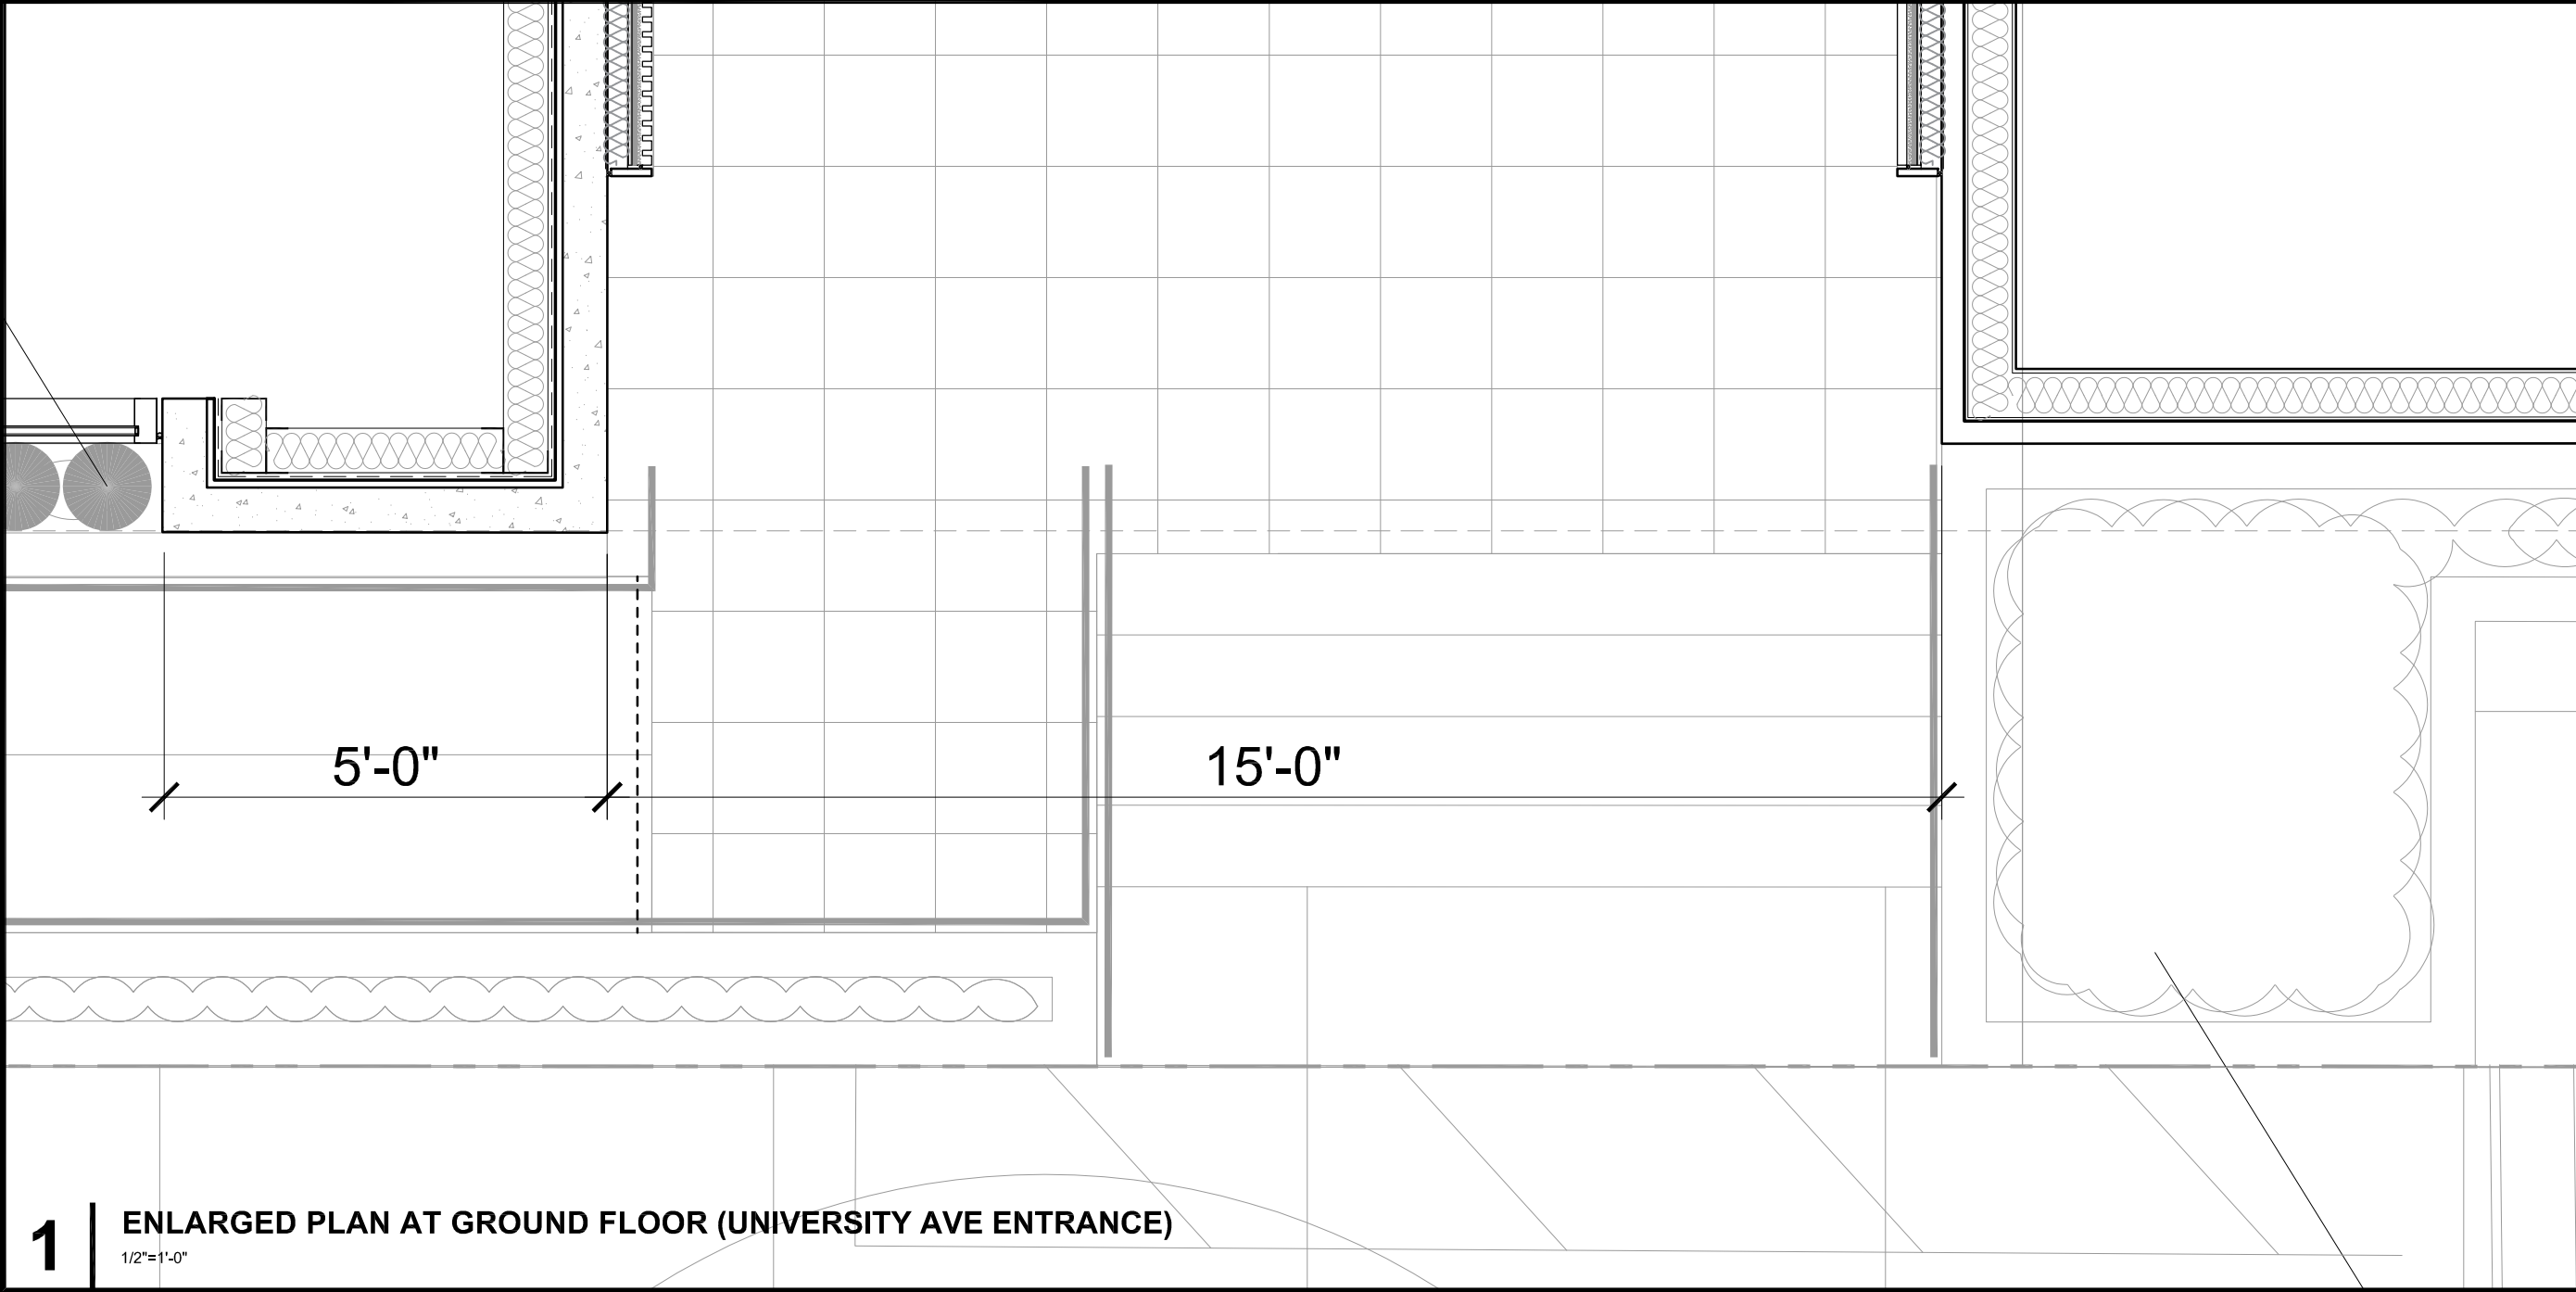 5'-0"
15'-0"
1
ENLARGED PLAN AT GROUND FLOOR (UNIVERSITY AVE ENTRANCE)
1/2"=1'-0"